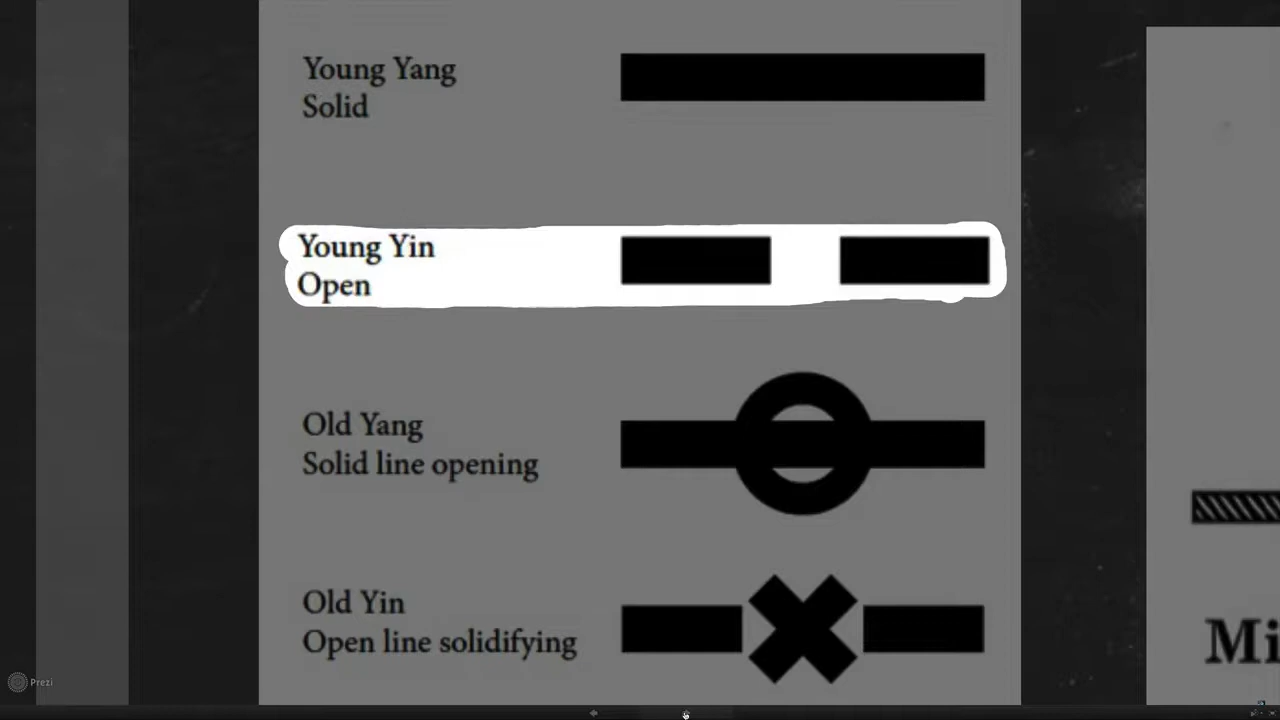 Young Yang
Solid
Young Yin
Open
Old Yang
Solid line opening
Old Yin
Open line solidifying
Mi
Prezi